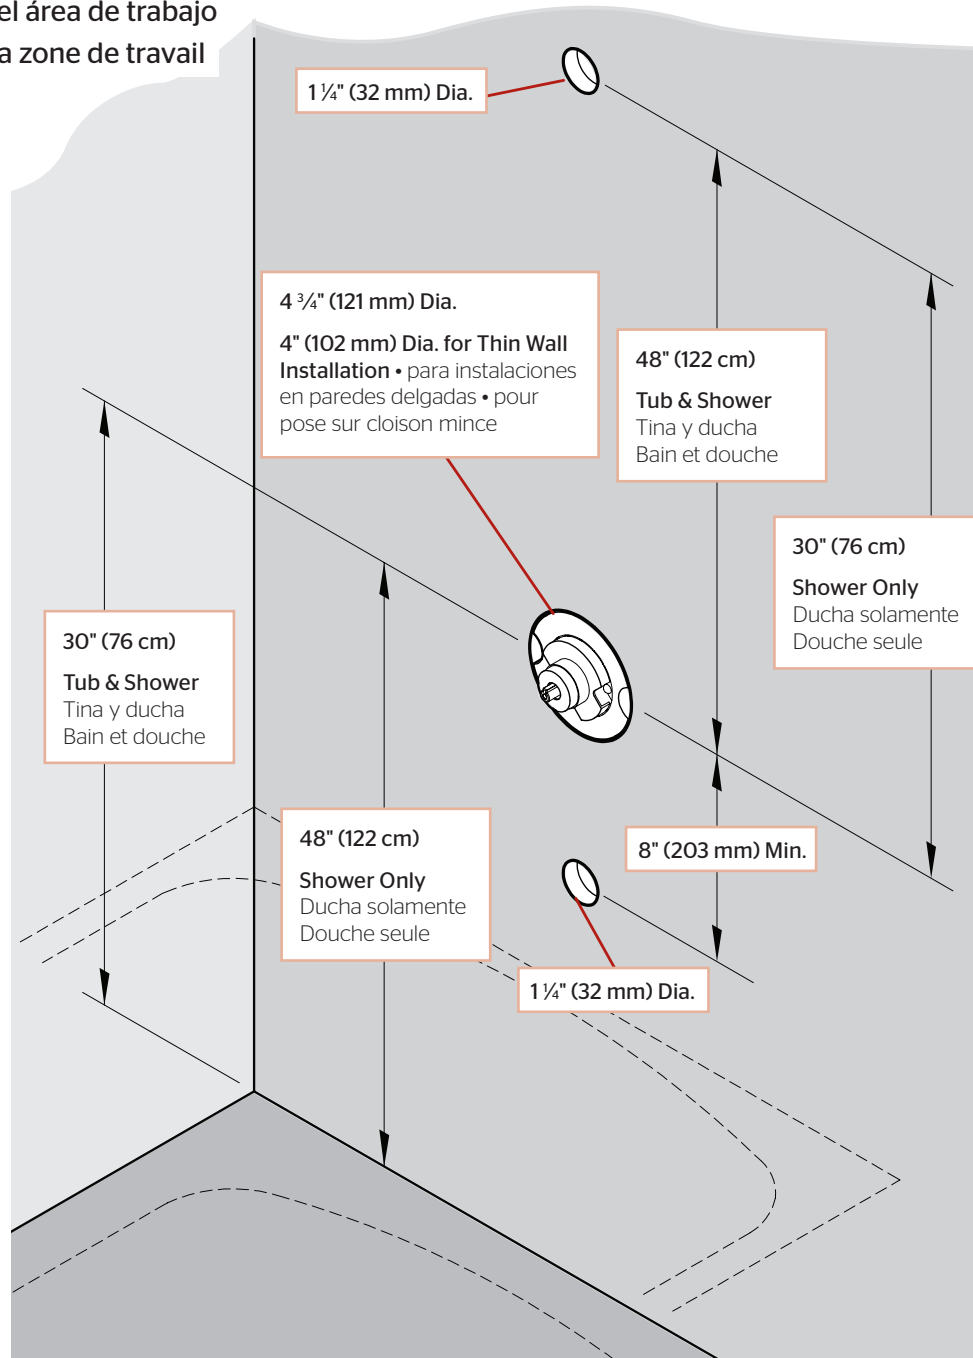 el área de trabajo
a zone de travail
1 ¼" (32 mm) Dia.
4 ¾" (121 mm) Dia.
4" (102 mm) Dia. for Thin Wall
Installation • para instalaciones
en paredes delgadas • pour
pose sur cloison mince
48" (122 cm)
Tub & Shower
Tina y ducha
Bain et douche
30" (76 cm)
Shower Only
Ducha solamente
Douche seule
30" (76 cm)
Tub & Shower
Tina y ducha
Bain et douche
48" (122 cm)
Shower Only
Ducha solamente
Douche seule
8" (203 mm) Min.
1 ¼" (32 mm) Dia.